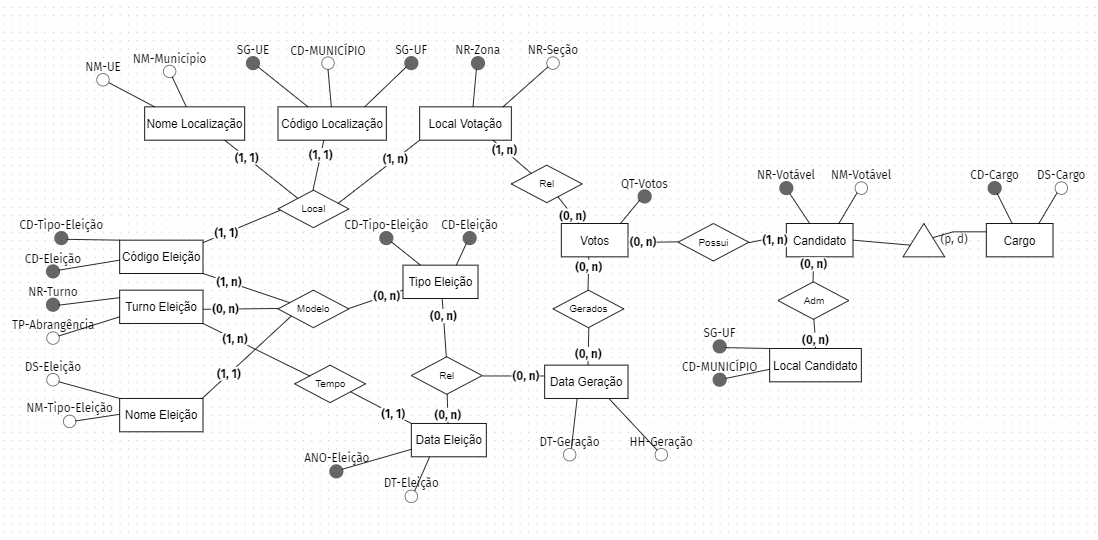 NM-UE
NM-Município
SG-UE
CD-MUNICÍPIO
SG-UF
NR-Zona
NR-Seção
Nome Localização
Código Localização
Local Votação
(1, 1)
(1, 1)
(1, n)
(1, n)
Local
Rel
(0, n)
QT-Votos
NR-Votável
NM-Votável
CD-Cargo
DS-Cargo
(1, 1)
CD-Tipo-Eleição
CD-Eleição
Código Eleição
CD-Tipo-Eleição
CD-Eleição
Votos
(0, n)
Possui
(1, n)
Candidato
(p, d)
Cargo
Tipo Eleição
(1, n)
(0, n)
(0, n)
(0, n)
NR-Turno
TP-Abrangência
Turno Eleição
(0, n)
Modelo
(0, n)
Gerados
Adm
(1, n)
SG-UF
CD-MUNICÍPIO
(0, n)
Local Candidato
DS-Eleição
NM-Tipo-Eleição
Nome Eleição
(1, 1)
Tempo
Rel
(0, n)
(0, n)
Data Geração
(1, 1)
(0, n)
Data Eleição
ANO-Eleição
DT-Eleição
DT-Geração
HH-Geração